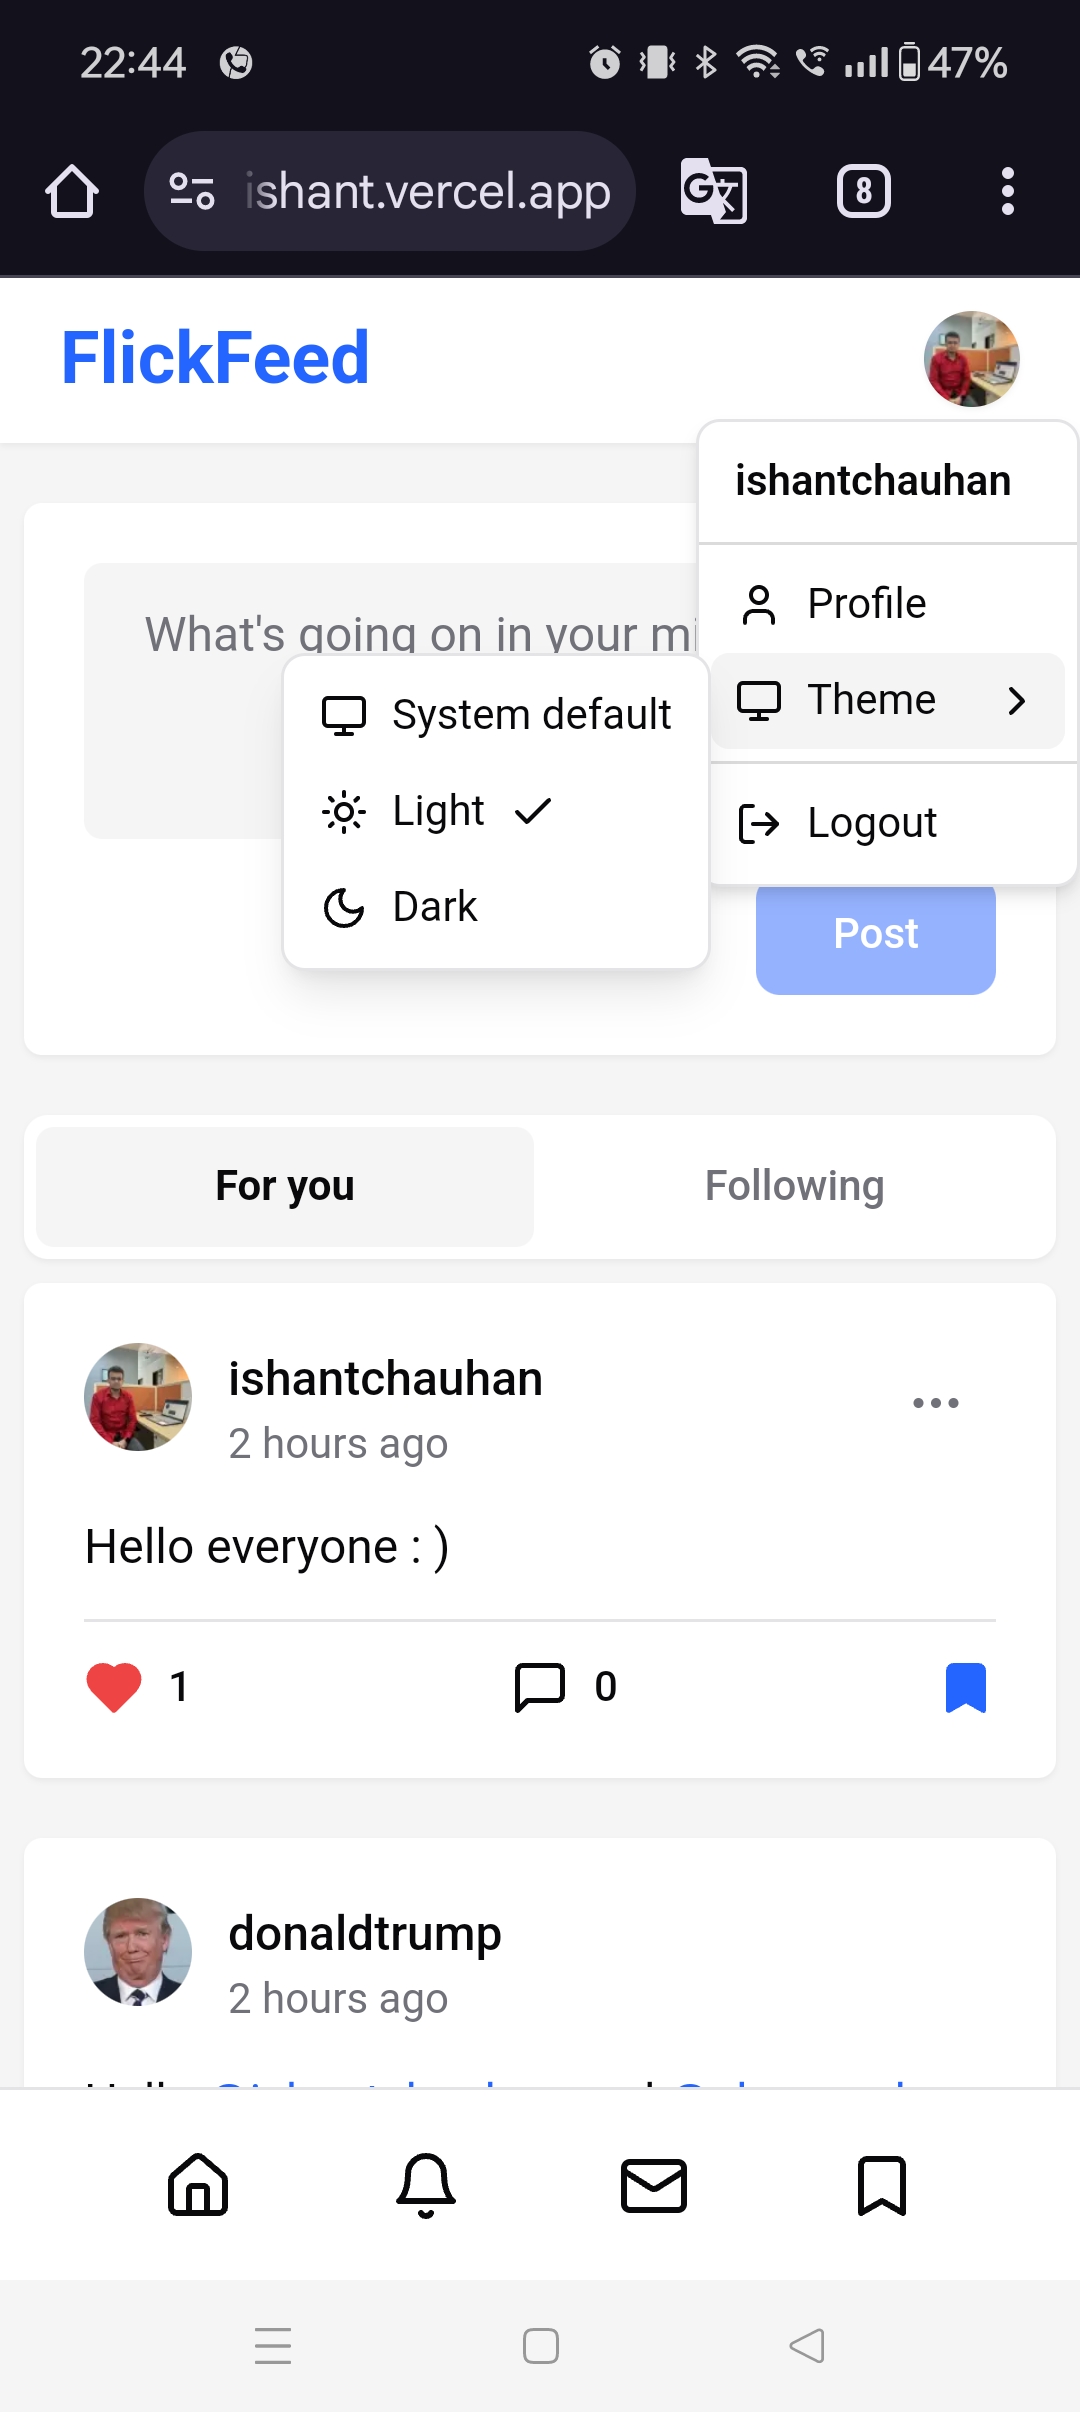 22:44
47%
ishant.vercel.app
8
FlickFeed
ishantchauhan
Profile
What's going on in your mi
Theme
System default
Light
Logout
Dark
Post
For you
Following
ishantchauhan
2 hours ago
Hello everyone : )
1
0
donaldtrump
2 hours ago